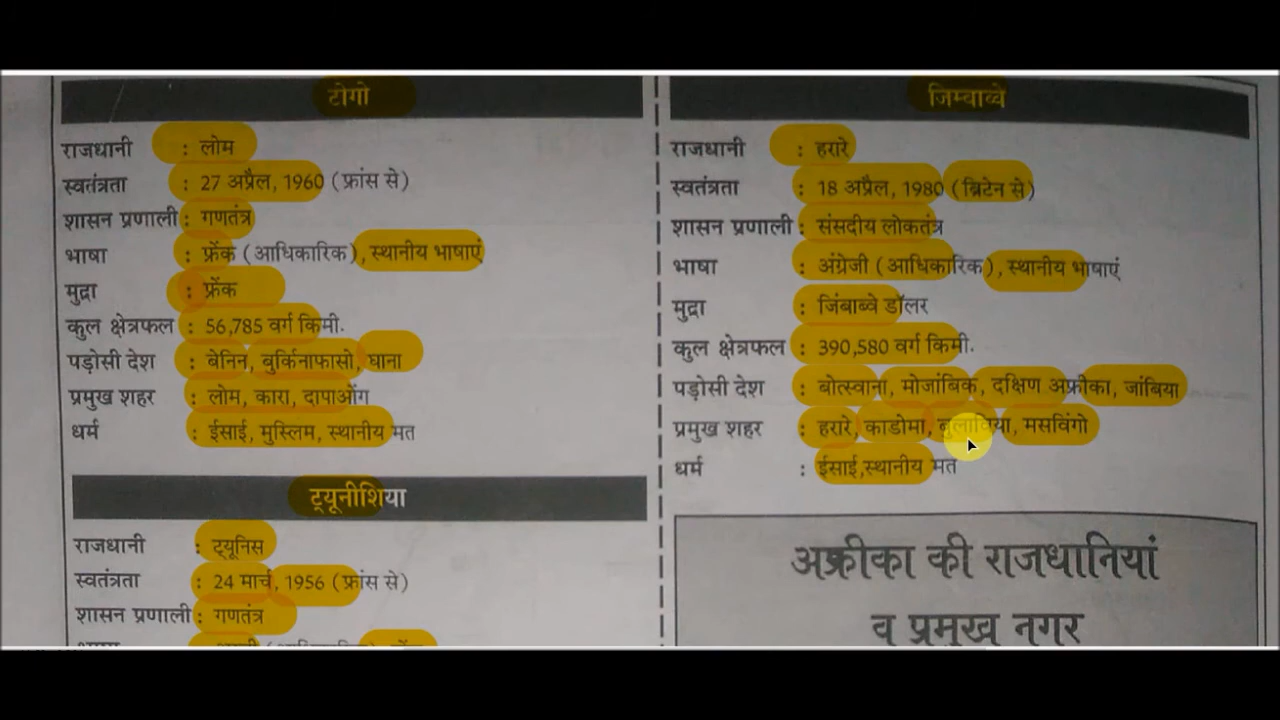 टोगो
राजधानी : लोम
स्वतंत्रता : 27 अप्रैल, 1960 (फ्रांस से)
शासन प्रणाली : गणतंत्र
भाषा : फ्रेंक (आधिकारिक), स्थानीय भाषाएं
मुद्रा : फ्रेंक
कुल क्षेत्रफल : 56,785 वर्ग किमी.
पड़ोसी देश : बेनिन, बुर्किनाफासो, घाना
प्रमुख शहर : लोम, कारा, दापाओंग
धर्म : ईसाई, मुस्लिम, स्थानीय मत
ट्यूनीशिया
राजधानी : ट्यूनिस
स्वतंत्रता : 24 मार्च, 1956 (फ्रांस से)
शासन प्रणाली : गणतंत्र
जिम्बाब्वे
राजधानी : हरारे
स्वतंत्रता : 18 अप्रैल, 1980 (ब्रिटेन से)
शासन प्रणाली : संसदीय लोकतंत्र
भाषा : अंग्रेजी (आधिकारिक), स्थानीय भाषाएं
मुद्रा : जिंबाब्वे डॉलर
कुल क्षेत्रफल : 390,580 वर्ग किमी.
पड़ोसी देश : बोत्स्वाना, मोजांबिक, दक्षिण अफ्रीका, जांबिया
प्रमुख शहर : हरारे, काडोमा, बुलाविया, मसविंगो
धर्म : ईसाई,स्थानीय मत
अफ्रीका की राजधानियां
व प्रमुख नगर